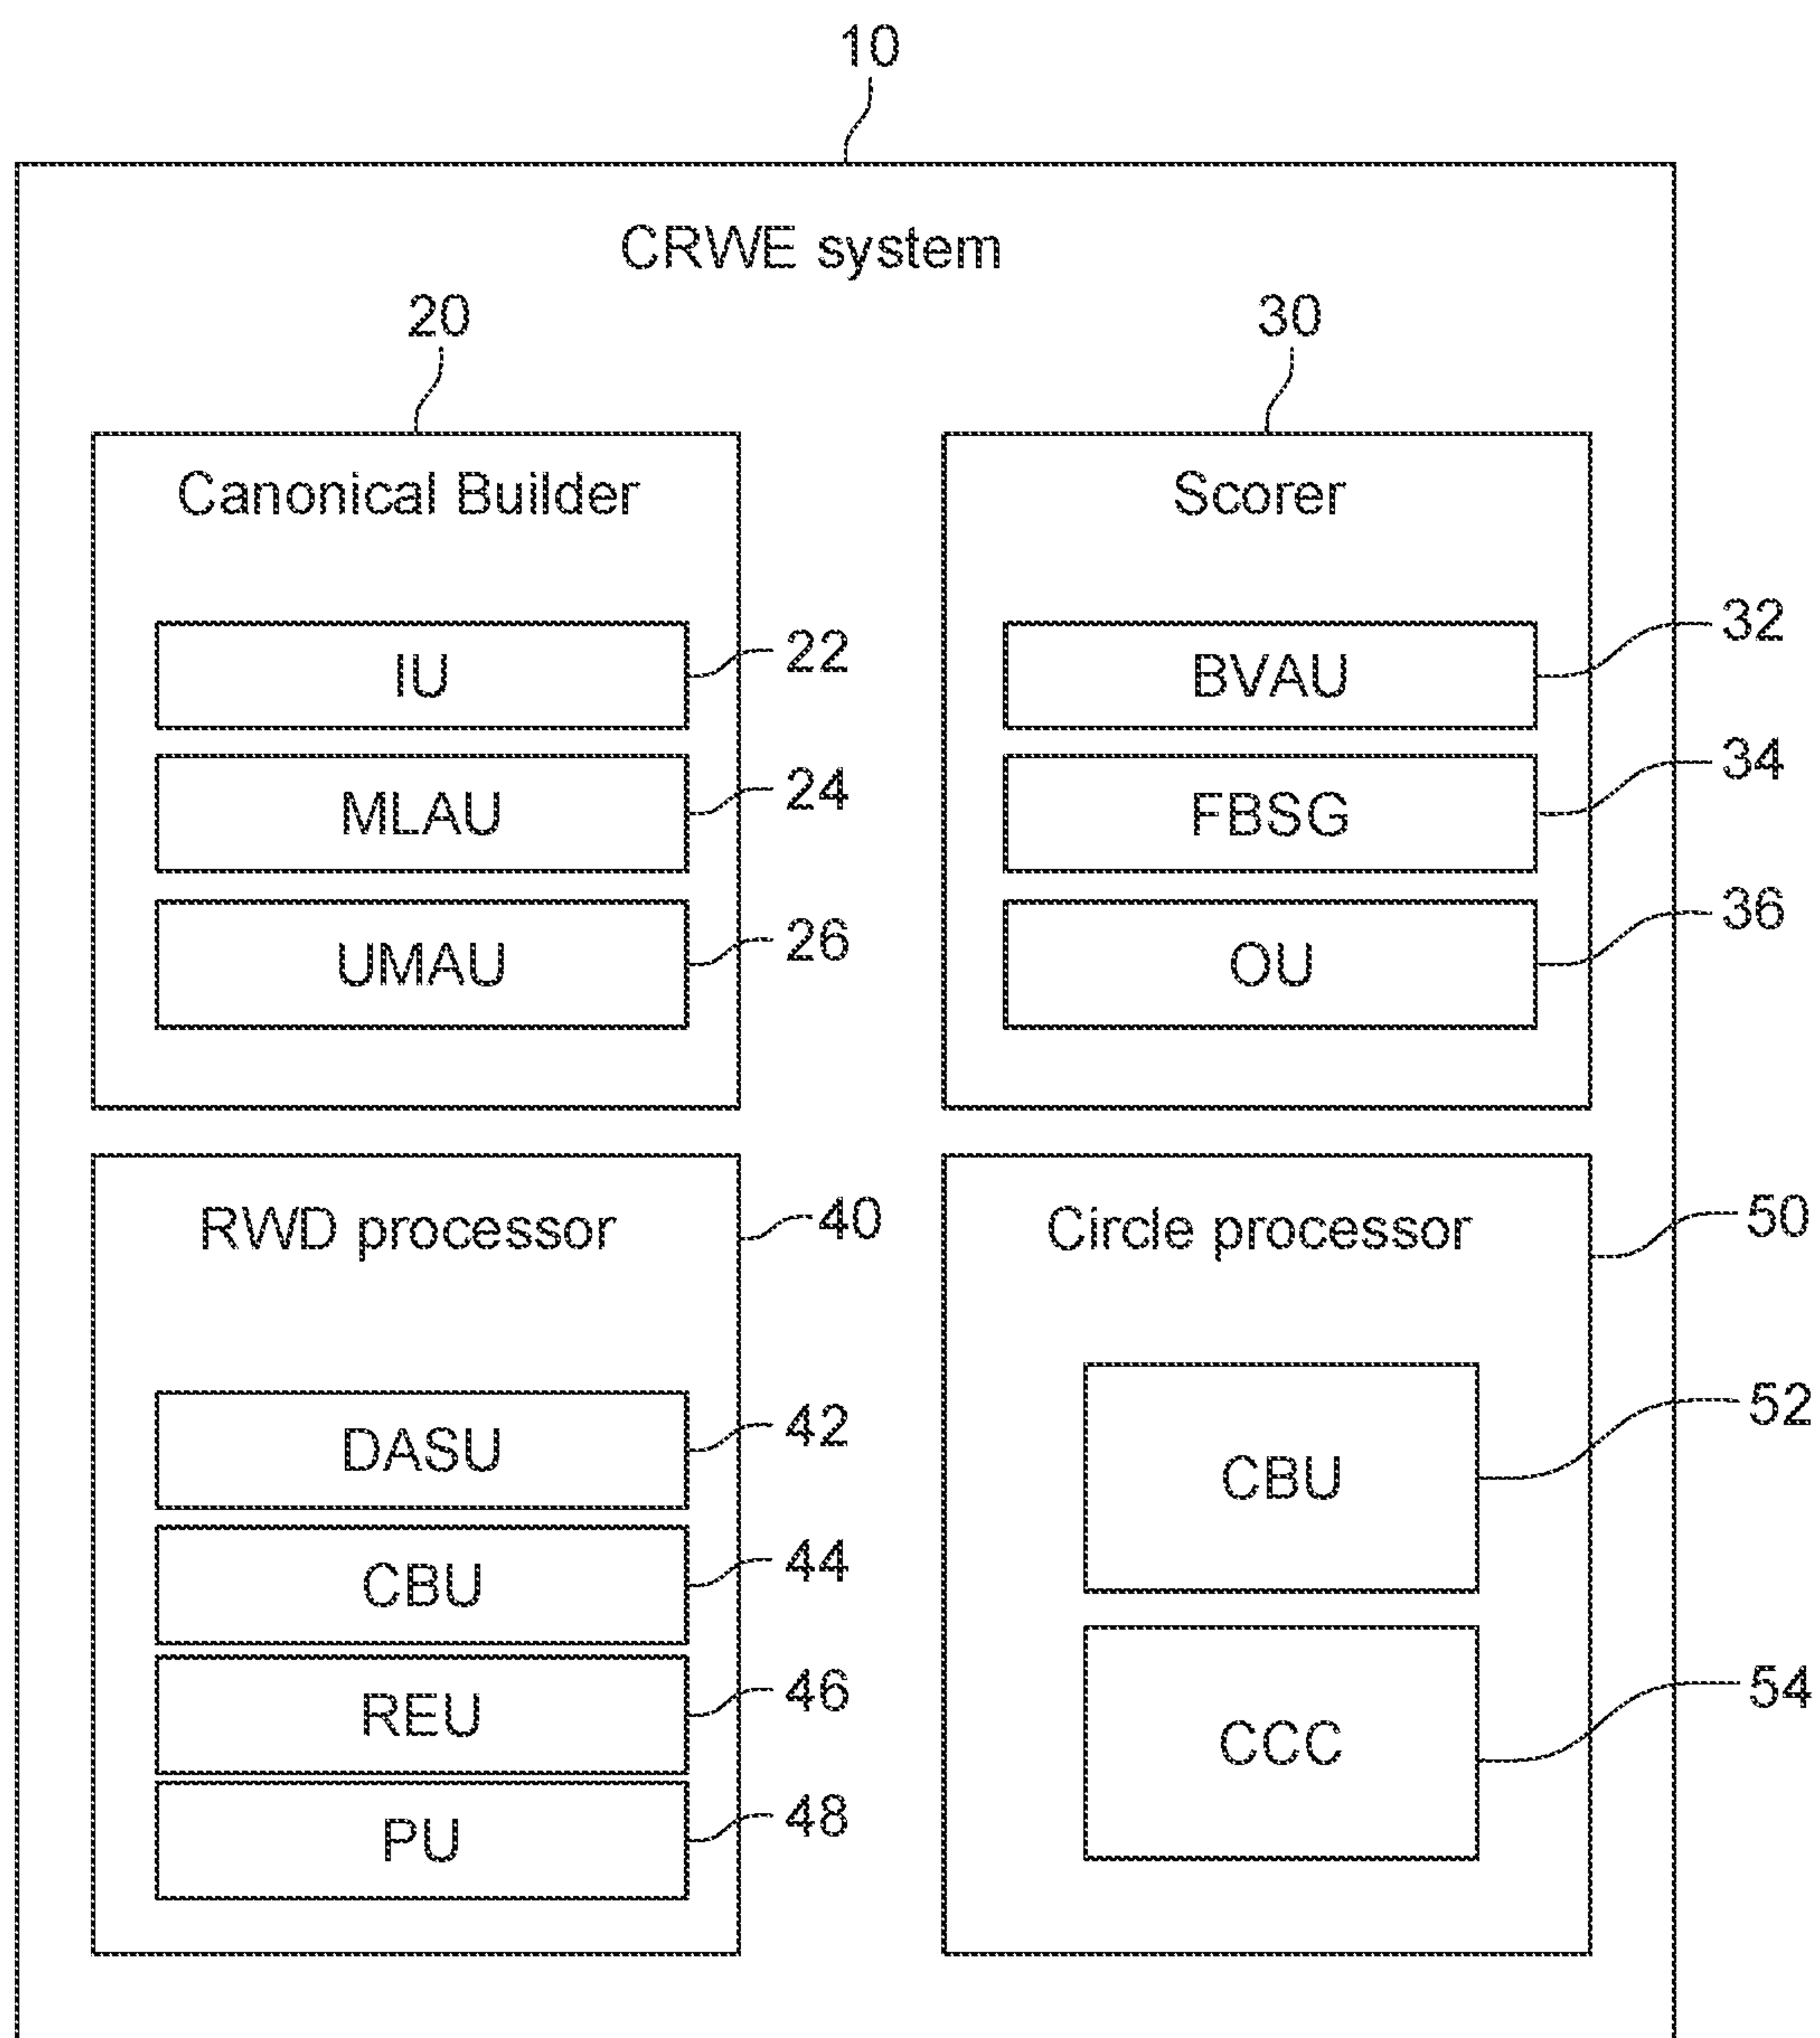 10
CRWE system
20
30
Canonical Builder
Scorer
IU
22
BVAU
32
MLAU
24
FBSG
34
UMAU
26
OU
36
RWD processor
40
Circle processor
50
DASU
42
CBU
44
REU
46
PU
48
CBU
52
CCC
54